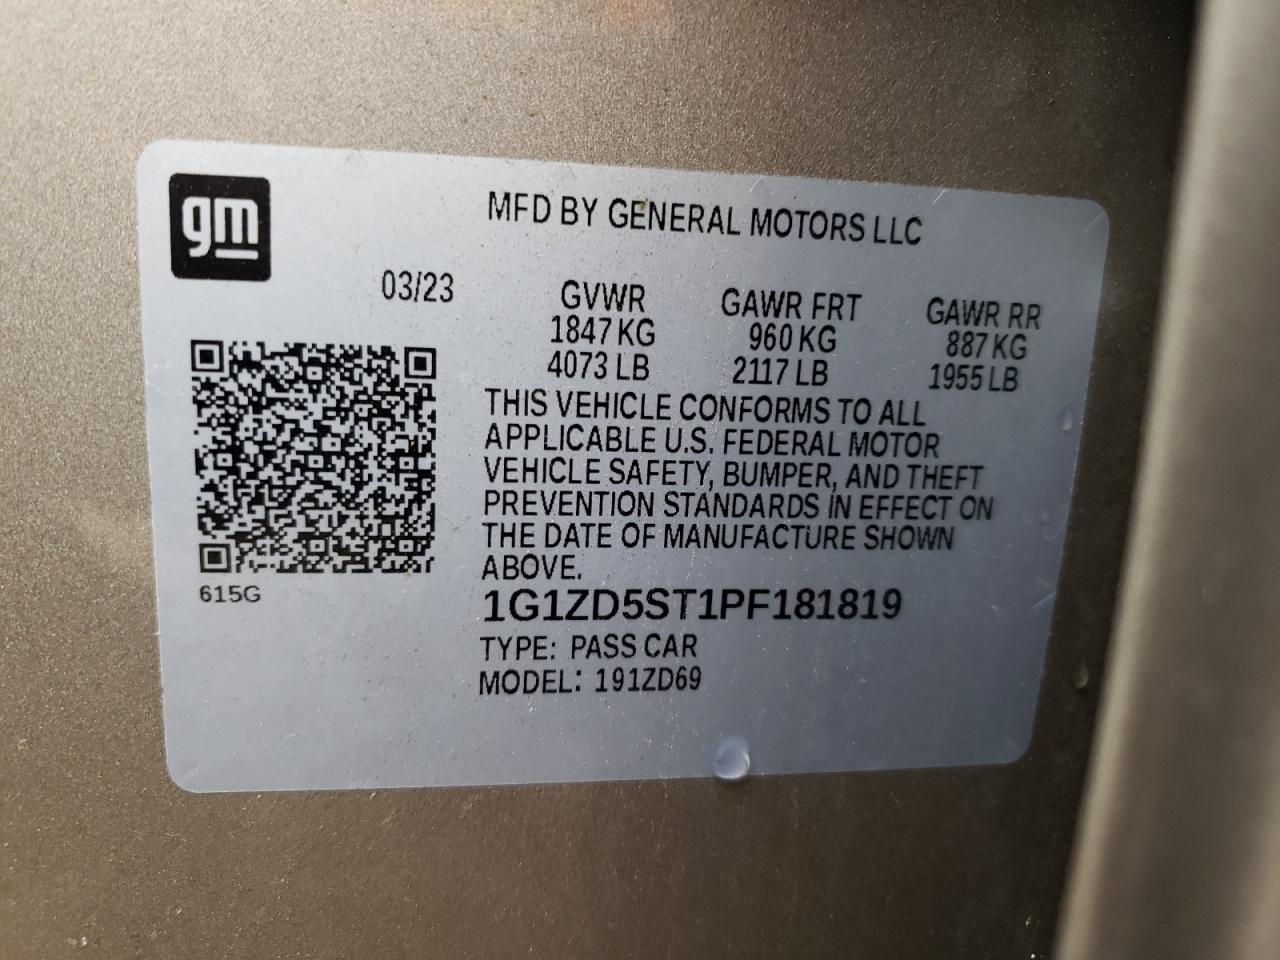 gm
MFD BY GENERAL MOTORS LLC
03/23
GVWR GAWR FRT GAWR RR
1847 KG 960 KG 887 KG
4073 LB 2117 LB 1955 LB
THIS VEHICLE CONFORMS TO ALL
APPLICABLE U.S. FEDERAL MOTOR
VEHICLE SAFETY, BUMPER, AND THEFT
PREVENTION STANDARDS IN EFFECT ON
THE DATE OF MANUFACTURE SHOWN
ABOVE.
615G
1G1ZD5ST1PF181819
TYPE: PASS CAR
MODEL: 191ZD69